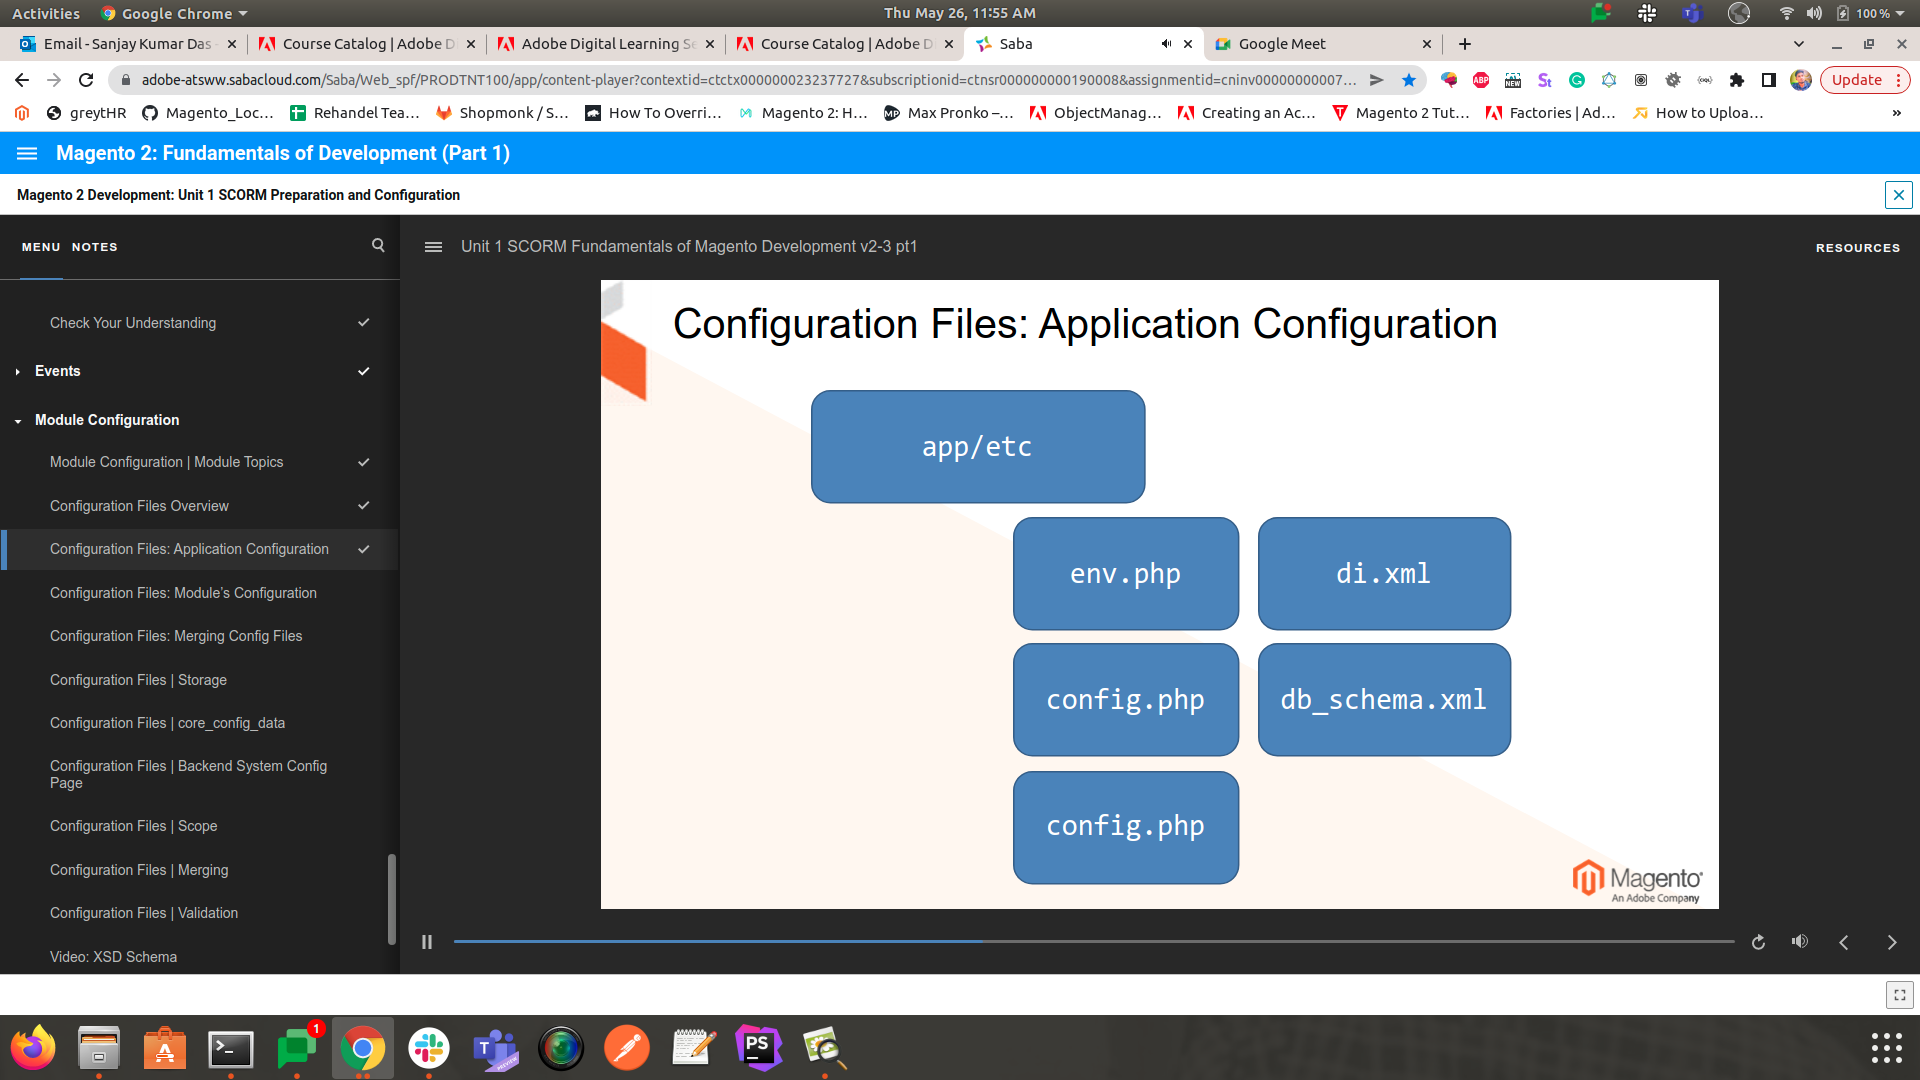 Activities Google Chrome Thu May 26, 11:55 AM 100 %
Email - Sanjay Kumar Das - Course Catalog | Adobe D Adobe Digital Learning Se Course Catalog | Adobe D Saba Google Meet
adobe-atsww.sabacloud.com/Saba/Web_spf/PRODTNT100/app/content-player?contextid=ctctx000000023237727&subscriptionid=ctnsr000000000190008&assignmentid=cninv00000000007... ABP NEW St Update
greytHR Magento_Loc... Rehandel Tea... Shopmonk / S... How To Overri... Magento 2: H... Max Pronko –... ObjectManag... Creating an Ac... Magento 2 Tut... Factories | Ad... How to Uploa... »
Magento 2: Fundamentals of Development (Part 1)
Magento 2 Development: Unit 1 SCORM Preparation and Configuration
MENU NOTES
Unit 1 SCORM Fundamentals of Magento Development v2-3 pt1
RESOURCES
Check Your Understanding
Events
Module Configuration
Module Configuration | Module Topics
Configuration Files Overview
Configuration Files: Application Configuration
Configuration Files: Module’s Configuration
Configuration Files: Merging Config Files
Configuration Files | Storage
Configuration Files | core_config_data
Configuration Files | Backend System Config
Page
Configuration Files | Scope
Configuration Files | Merging
Configuration Files | Validation
Video: XSD Schema
Configuration Files: Application Configuration
app/etc
env.php di.xml
config.php db_schema.xml
config.php
Magento
An Adobe Company
1
PS